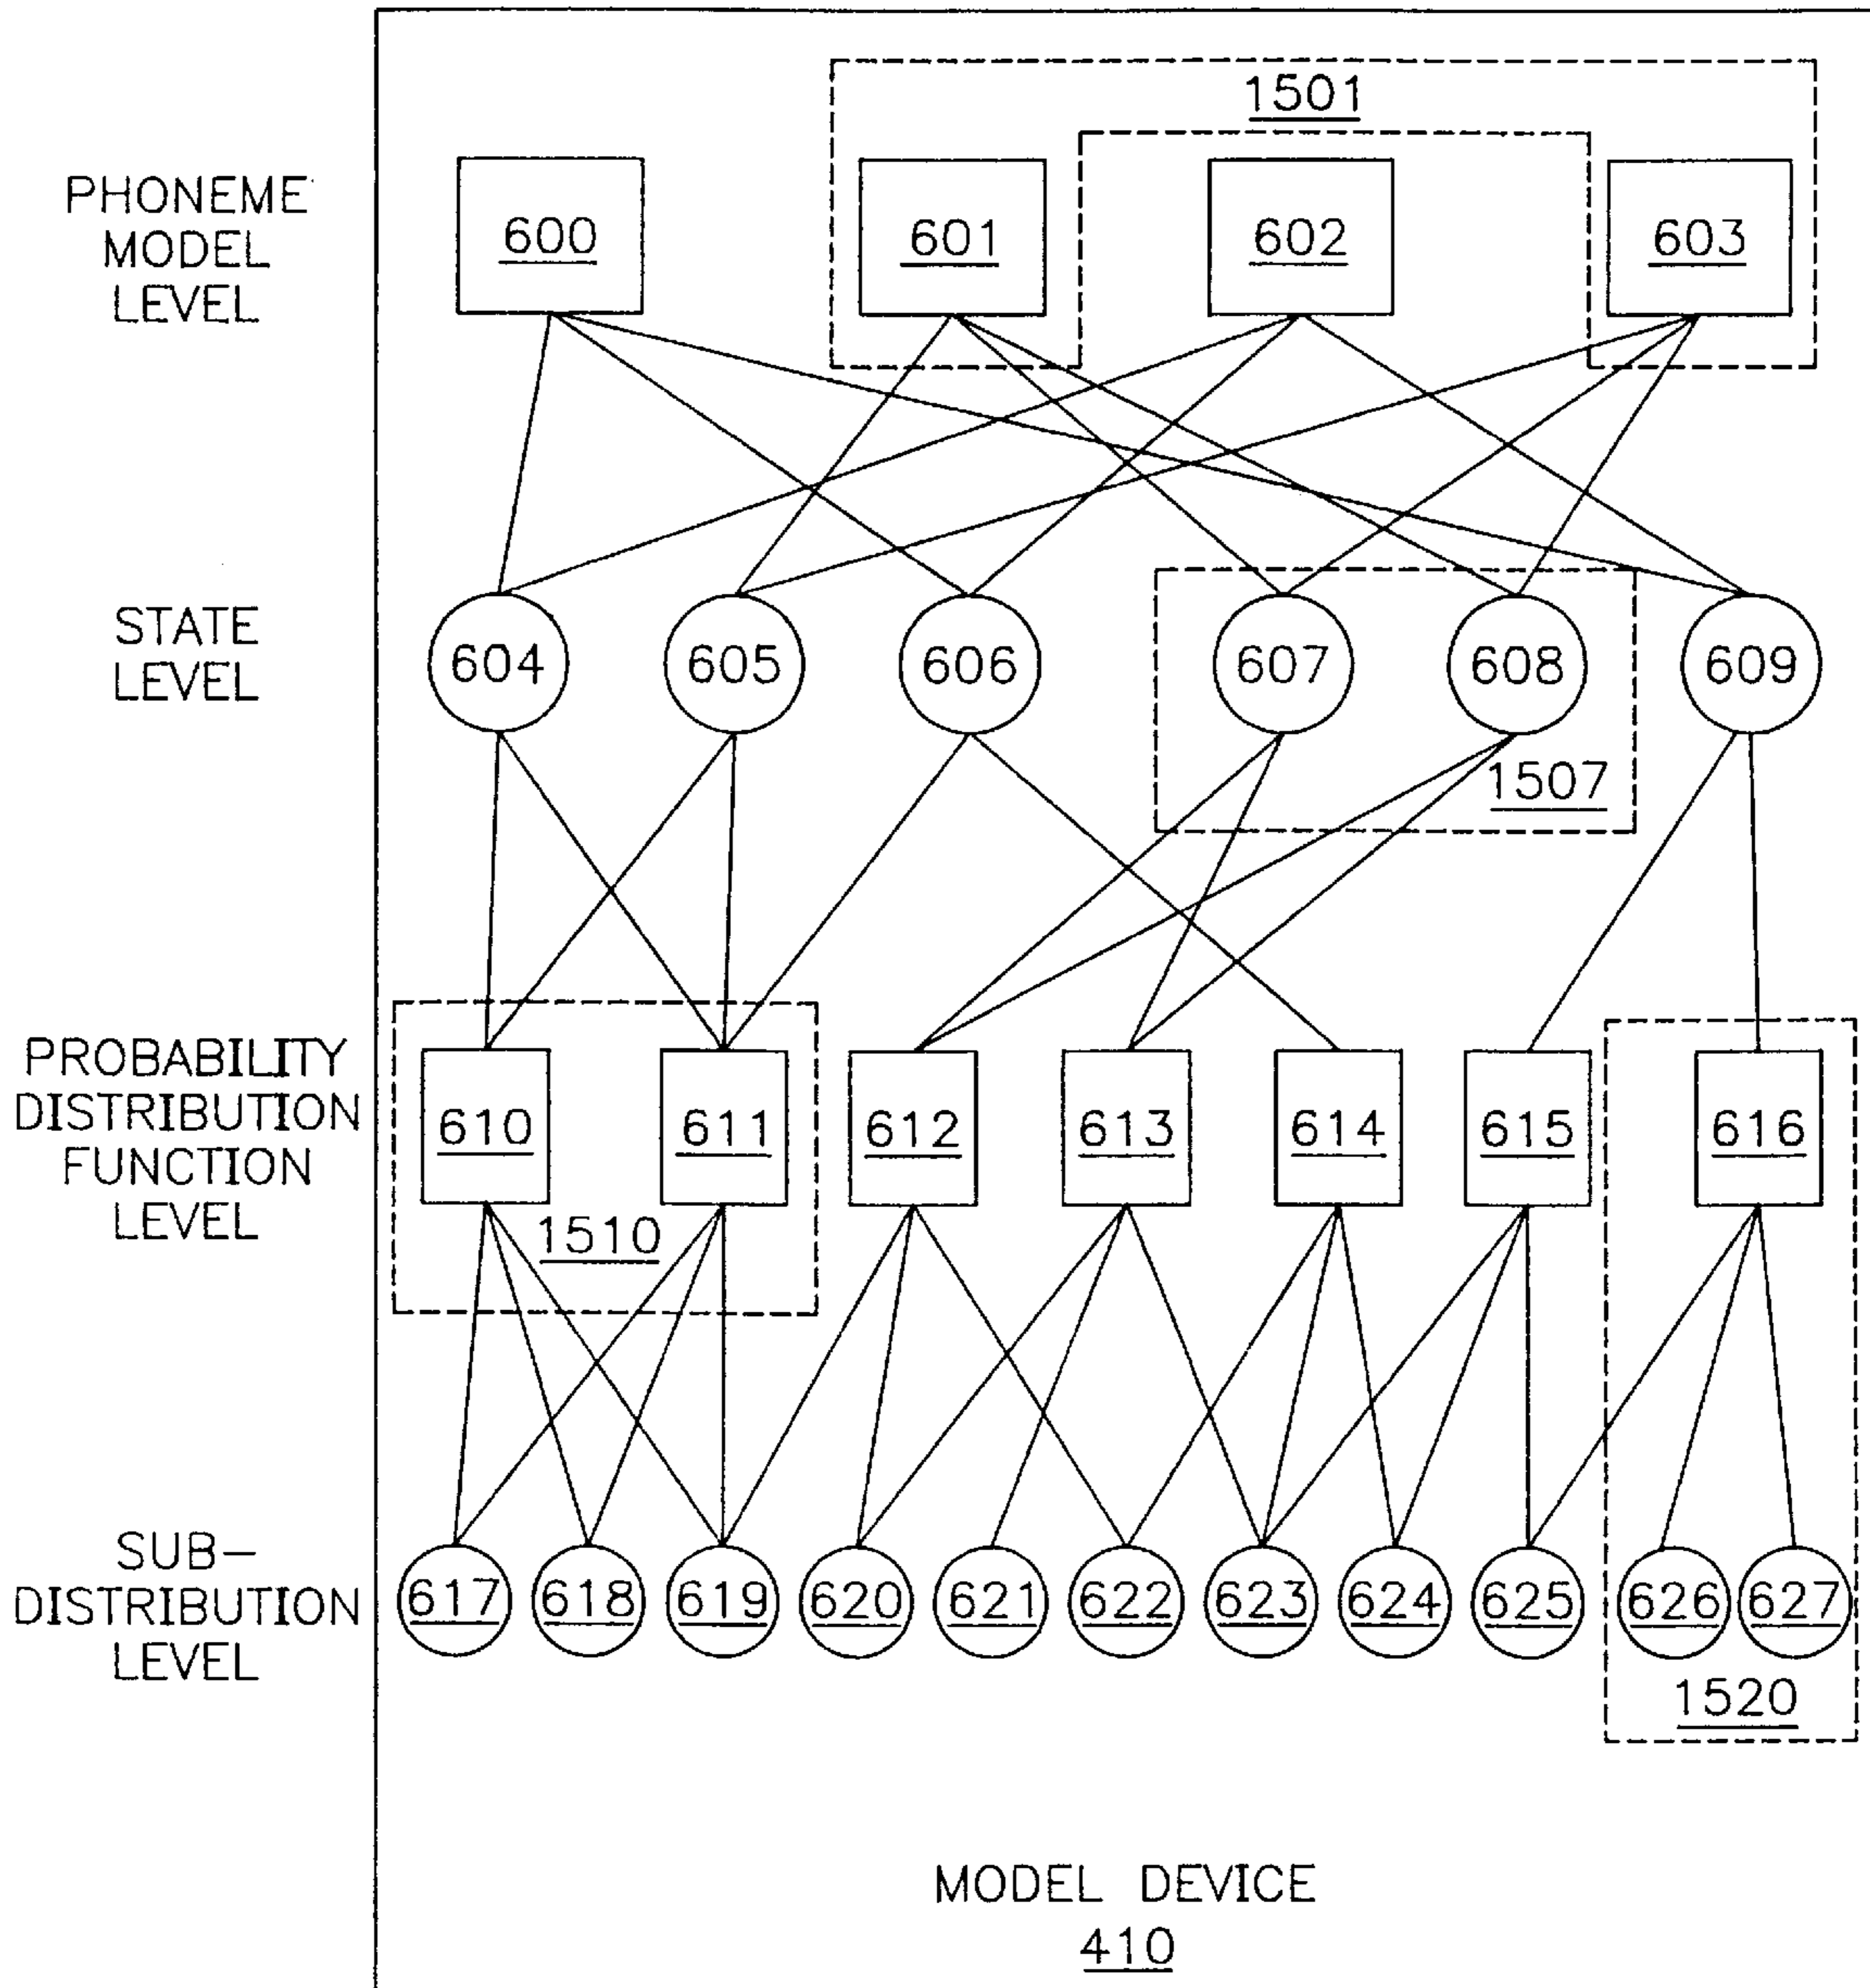 1501
PHONEME
MODEL
LEVEL
600
601
602
603
STATE
LEVEL
604
605
606
607
608
609
1507
PROBABILITY
DISTRIBUTION
FUNCTION
LEVEL
610
611
612
613
614
615
616
1510
SUB-
DISTRIBUTION
LEVEL
617
618
619
620
621
622
623
624
625
626
627
1520
MODEL DEVICE
410